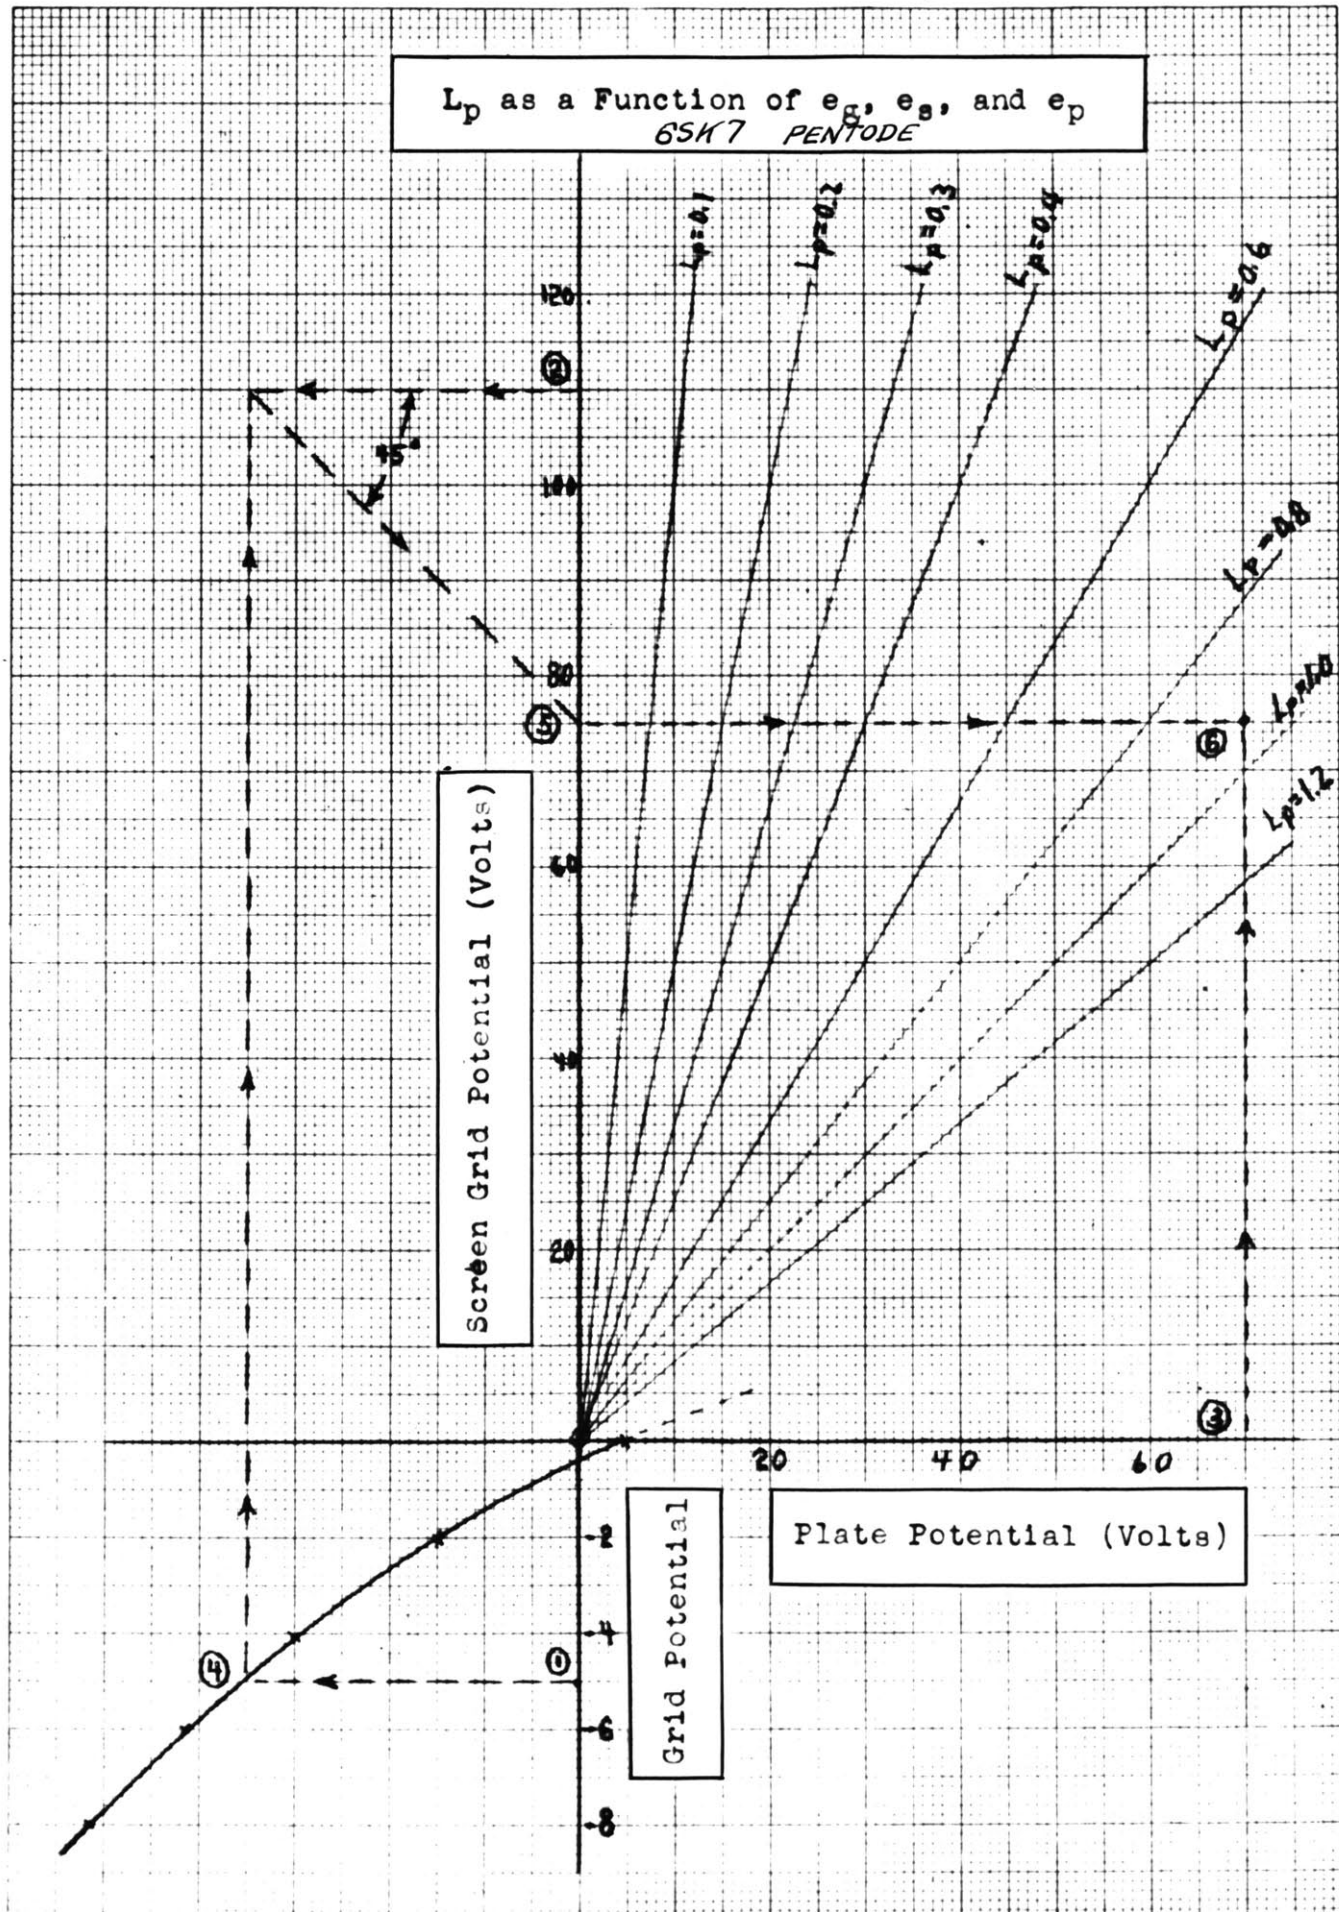 Lp as a Function of eg, es, and ep
6SK7 PENTODE
Lp=0.1
Lp=0.2
Lp=0.3
Lp=0.4
Lp=0.6
Lp=0.8
Lp=1.0
Lp=1.2
120
②
45°
100
80
⑤
⑥
Screen Grid Potential (Volts)
60
40
20
③
20
40
60
Plate Potential (Volts)
Grid Potential
-2
-4
④
①
-6
-8